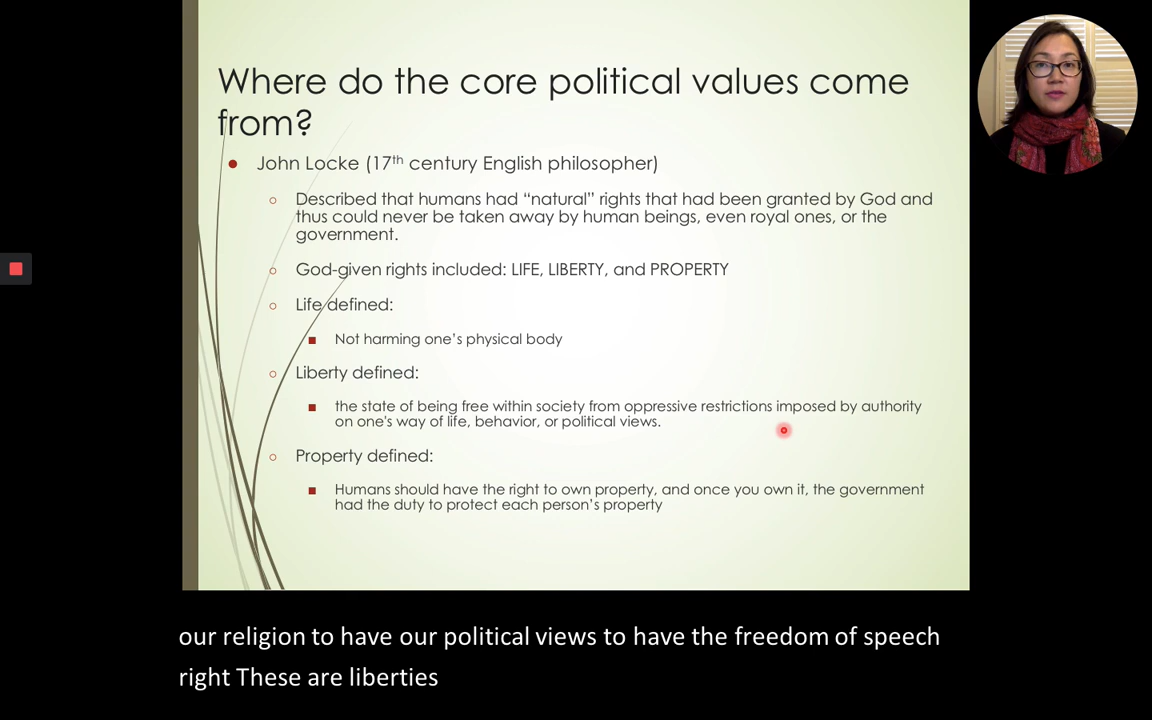 Where do the core political values come
from?
John Locke (17th century English philosopher)
Described that humans had “natural” rights that had been granted by God and
thus could never be taken away by human beings, even royal ones, or the
government.
God-given rights included: LIFE, LIBERTY, and PROPERTY
Life defined:
Not harming one’s physical body
Liberty defined:
the state of being free within society from oppressive restrictions imposed by authority
on one's way of life, behavior, or political views.
Property defined:
Humans should have the right to own property, and once you own it, the government
had the duty to protect each person’s property
our religion to have our political views to have the freedom of speech
right These are liberties